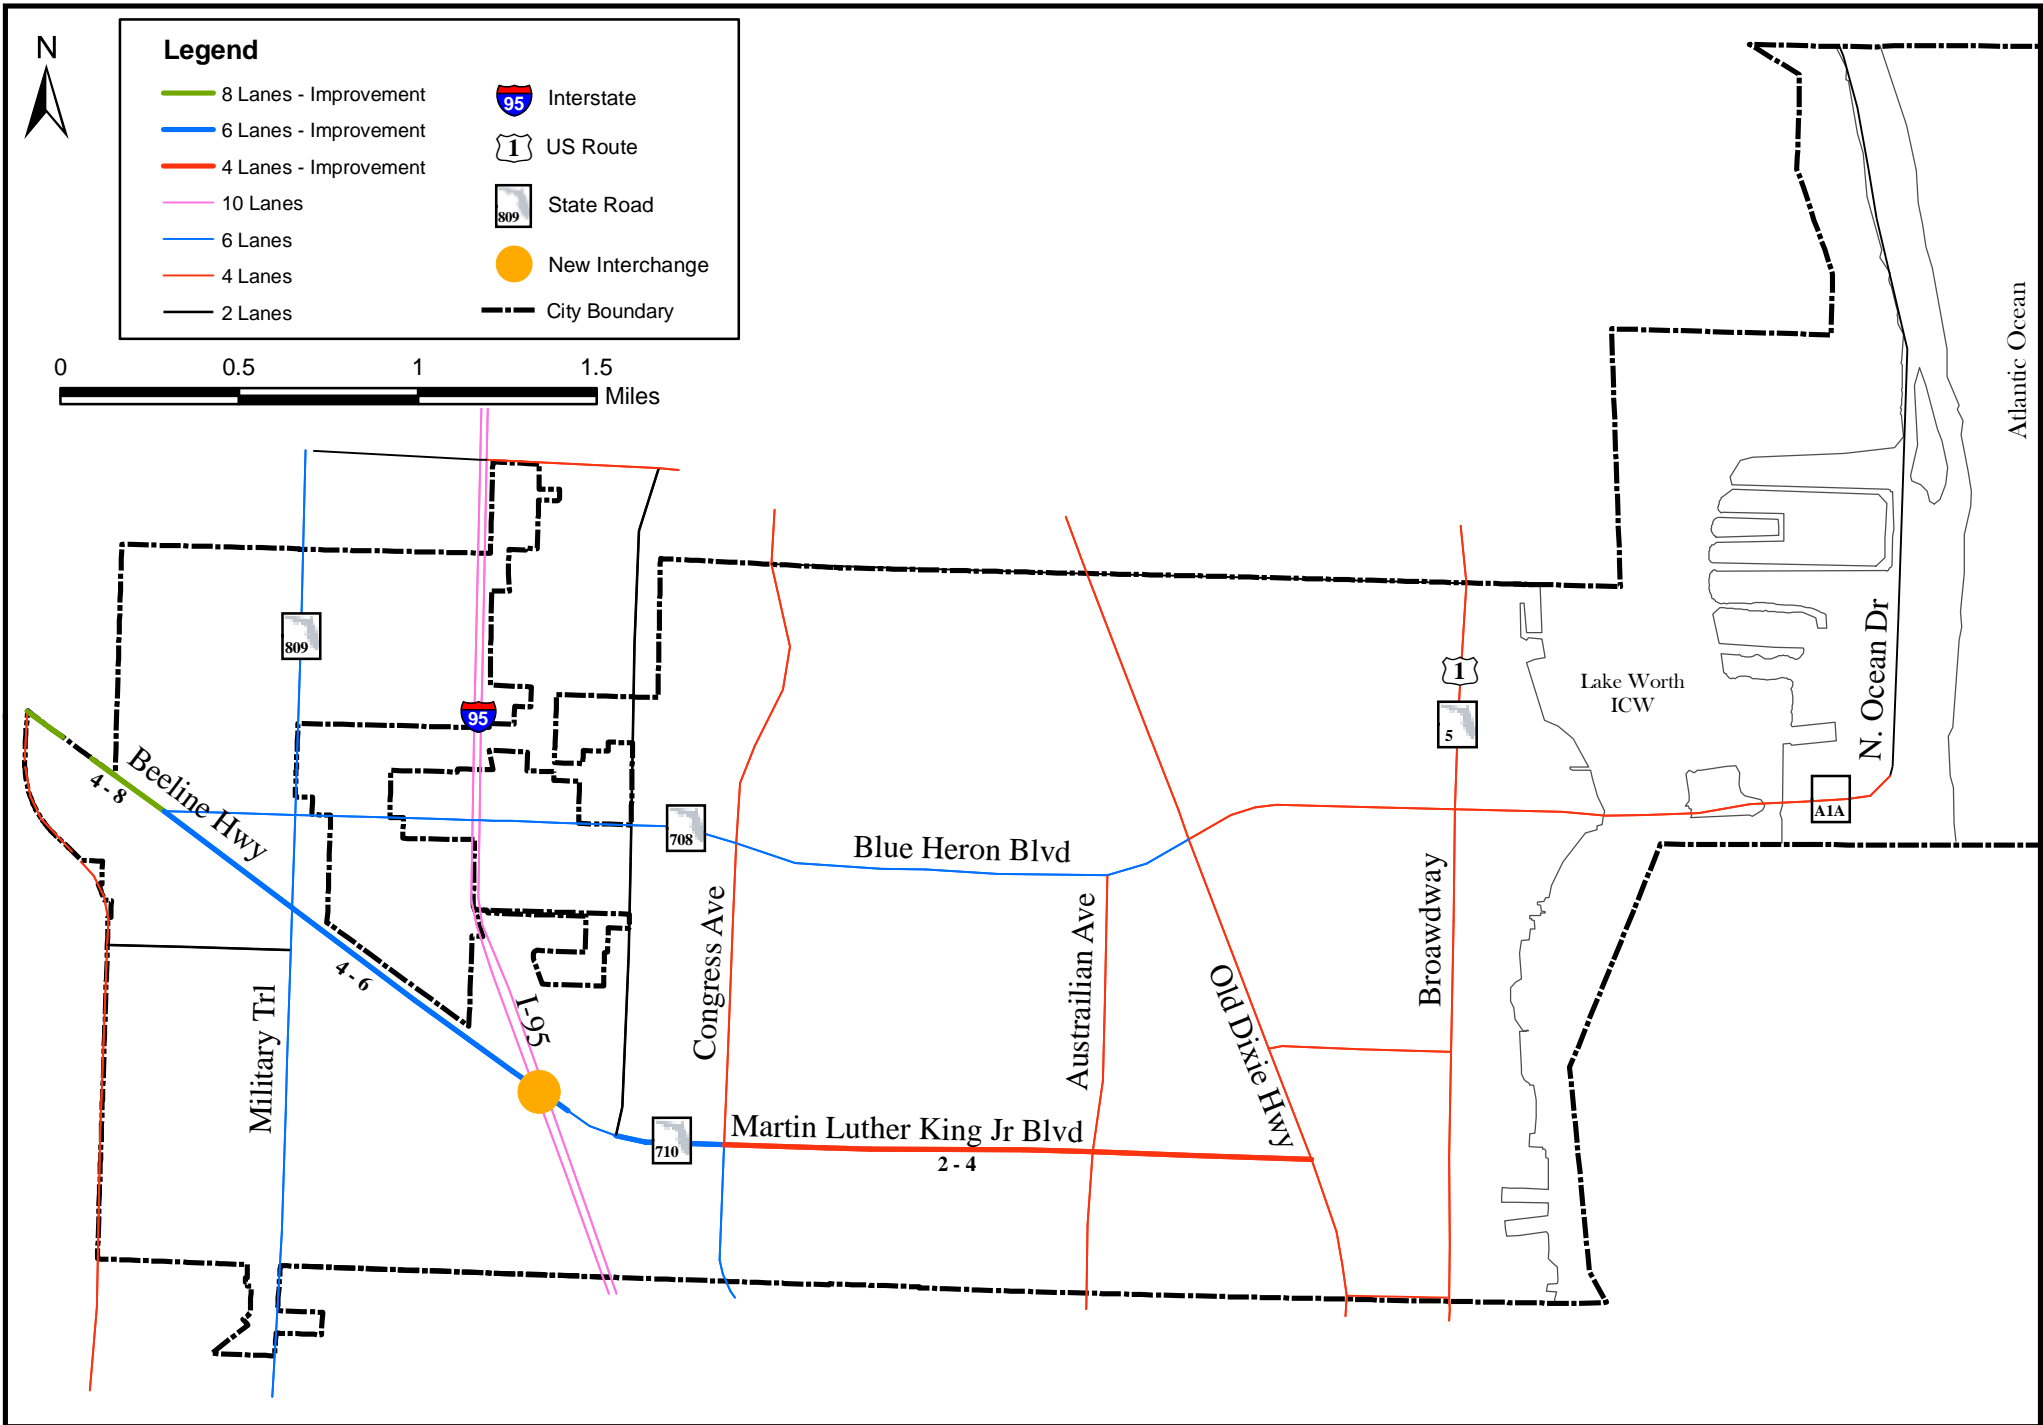 N
Legend
8 Lanes - Improvement
6 Lanes - Improvement
4 Lanes - Improvement
10 Lanes
6 Lanes
4 Lanes
2 Lanes
95 Interstate
1 US Route
809 State Road
New Interchange
City Boundary
0 0.5 1 1.5
Miles
Atlantic Ocean
809
95
1
5
Lake Worth
ICW
N. Ocean Dr
A1A
Beeline Hwy
4 - 8
708
Blue Heron Blvd
4 - 6
Military Trl
I-95
Congress Ave
Austrailian Ave
Old Dixie Hwy
Broawdway
710
Martin Luther King Jr Blvd
2 - 4